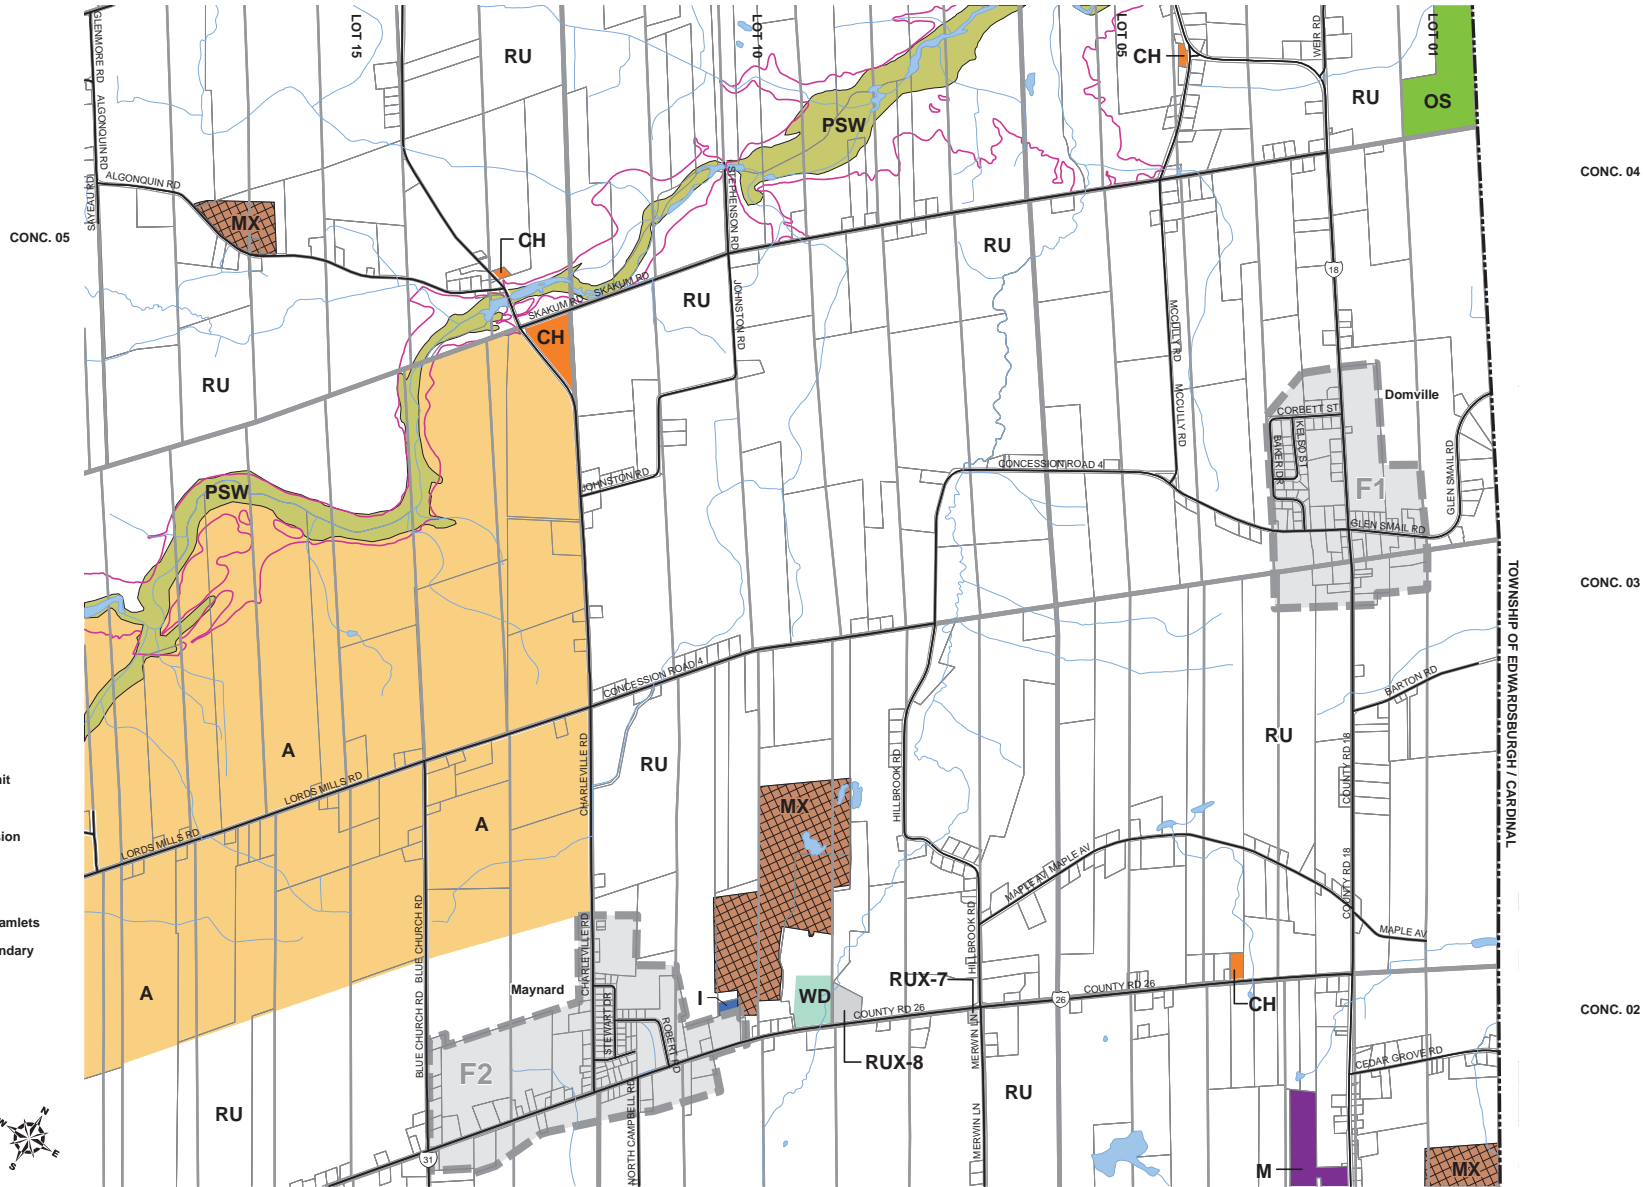 GLENMORE RD
ALGONQUIN RD
SAYEAU RD
LOT 15
RU
LOT 10
LOT 05
CH
WEIR RD
LOT 01
RU
OS
PSW
CONC. 04
ALGONQUIN RD
MX
CONC. 05
CH
STEPHENSON RD
RU
18
SKAKUM RD
SKAKUM RD
RU
JOHNSTON RD
CH
MCCULLY RD
MCCULLY RD
RU
Domville
CORBETT ST
KELSO ST
BAKER DR
GLEN SMAIL RD
F1
GLEN SMAIL RD
CONCESSION ROAD 4
JOHNSTON RD
PSW
TOWNSHIP OF EDWARDSBURGH / CARDINAL
CONC. 03
CONCESSION ROAD 4
BARTON RD
A
RU
RU
CHARLEVILLE RD
HILLBROOK RD
COUNTY RD 18
LORDS MILLS RD
MX
A
LORDS MILLS RD
MAPLE AV
MAPLE AV
COUNTY RD 18
MAPLE AV
nit
sion
amlets
ndary
BLUE CHURCH RD
CHARLEVILLE RD
HILLBROOK RD
A
Maynard
I
WD
RUX-7
COUNTY RD 26
26
COUNTY RD 26
CH
CONC. 02
BLUE CHURCH RD
STEWART DR
ROBERT RD
MERWIN LN
RUX-8
CEDAR GROVE RD
F2
RU
RU
NORTH CAMPBELL RD
MERWIN LN
31
M
MX
N
E
S